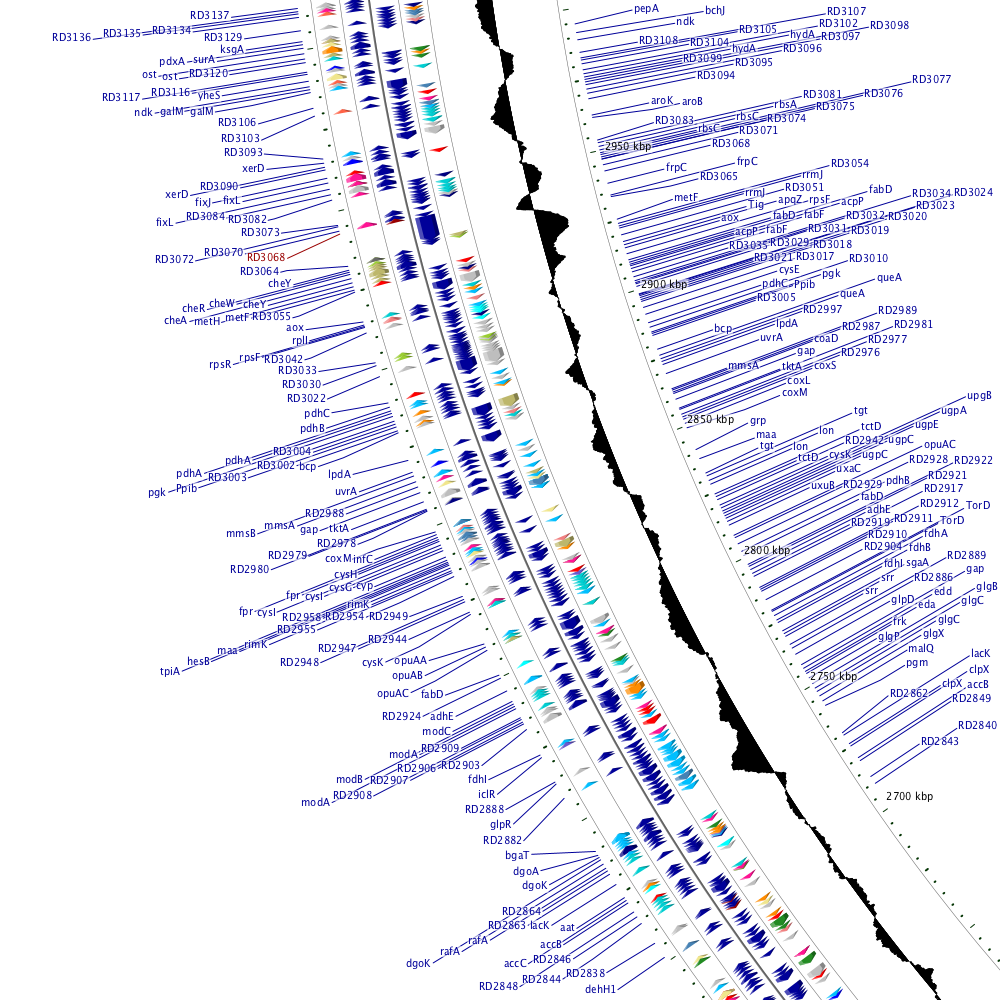 RD3137
RD3136
RD3135
RD3134
RD3129
ksgA
pdxA
surA
ost
ost
RD3120
RD3117
RD3116
yheS
ndk
galM
galM
RD3106
RD3103
RD3093
xerD
RD3090
xerD
fixJ
fixL
fixL
RD3084
RD3082
RD3073
RD3070
RD3072
RD3068
RD3064
cheY
cheW
cheY
cheR
cheA
metH
metF
RD3055
aox
rplI
rpsF
RD3042
rpsR
RD3033
RD3030
RD3022
pdhC
pdhB
RD3004
pdhA
RD3002
bcp
pdhA
RD3003
Ppib
pgk
lpdA
uvrA
RD2988
mmsA
gap
tktA
mmsB
RD2978
RD2979
coxM
infC
RD2980
cysH
cysG
cyp
fpr
cysI
rimK
fpr
cysI
RD2958
RD2954
RD2949
RD2955
RD2944
rimK
maa
RD2947
hesB
RD2948
tpiA
cysK
opuAA
opuAB
opuAC
fabD
RD2924
adhE
modC
RD2909
modA
RD2903
RD2906
modB
RD2907
fdhI
RD2908
iclR
modA
RD2888
glpR
RD2882
bgaT
dgoA
dgoK
RD2864
RD2863
lacK
aat
rafA
accB
rafA
RD2846
dgoK
accC
RD2844
RD2838
RD2848
dehH1
pepA
bchJ
RD3107
ndk
RD3102
RD3098
RD3105
hydA
RD3097
RD3108
RD3104
hydA
RD3096
RD3099
RD3095
RD3094
RD3077
RD3081
RD3076
aroK
aroB
rbsA
RD3075
RD3083
rbsC
RD3074
rbsC
RD3071
2950 kbp
RD3068
frpC
frpC
RD3054
RD3065
rmrJ
metF
rrmJ
RD3051
fabD
RD3034
RD3024
Tig
apqZ
rpsF
acpP
RD3023
aox
fabD
fabF
RD3032
RD3020
acpP
fabF
RD3031
RD3019
RD3035
RD3029
RD3018
RD3021
RD3017
RD3010
cysE
pgk
queA
2900 kbp
pdhC
Ppib
RD3005
queA
RD2997
RD2989
bcp
lpdA
RD2987
RD2981
uvrA
coaD
RD2977
gap
RD2976
mmsA
tktA
coxS
coxL
coxM
upgB
2850 kbp
grp
tgt
ugpA
maa
lon
tctD
ugpE
tgt
lon
RD2942
ugpC
opuAC
tctD
cysK
ugpC
RD2928
RD2922
uxaC
RD2921
uxuB
RD2929
pdhB
RD2917
fabD
RD2912
TorD
adhE
RD2911
TorD
RD2919
RD2910
fdhA
2800 kbp
RD2904
fdhB
RD2889
fdhI
sgaA
gap
srr
RD2886
glgB
srr
edd
glpD
eda
glgC
frk
glgC
glgP
glgX
malQ
lacK
pgm
clpX
2750 kbp
clpX
accB
RD2862
RD2849
RD2840
RD2843
2700 kbp